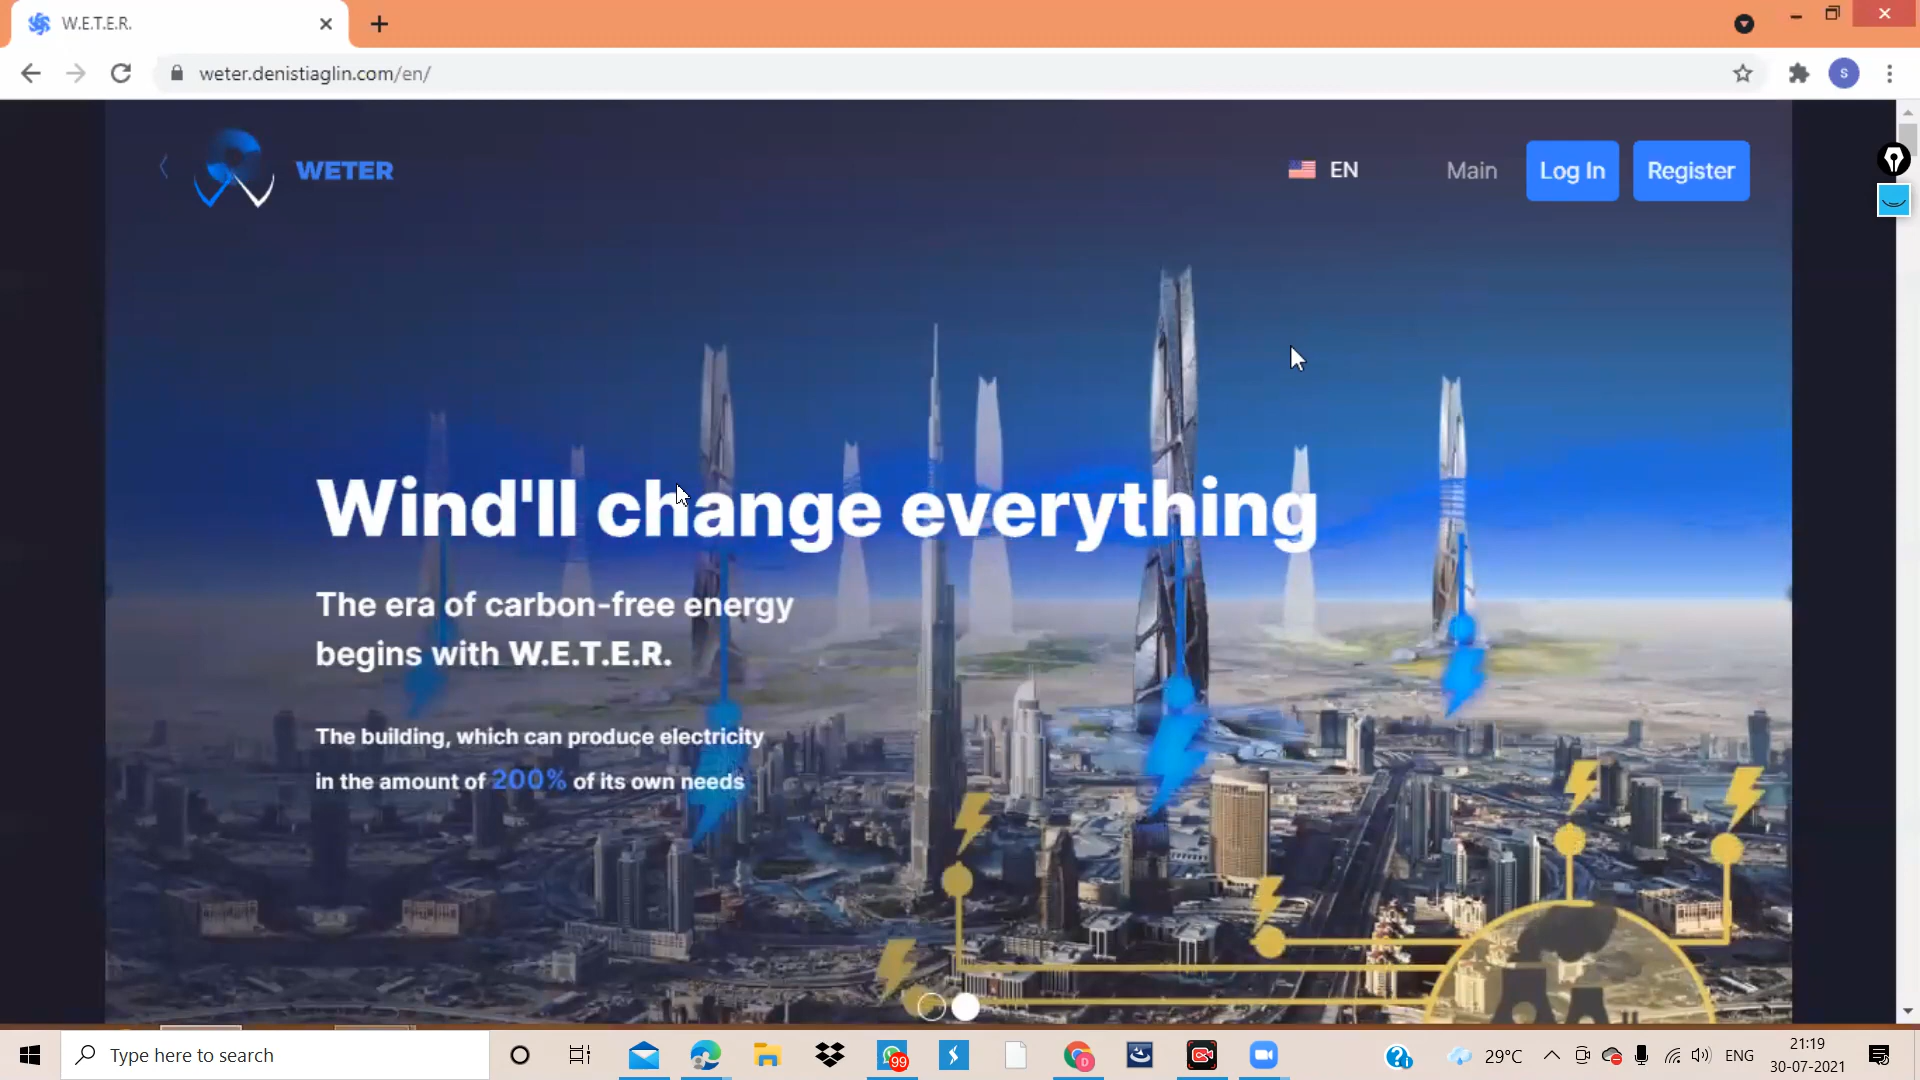 W.E.T.E.R.
weter.denistiaglin.com/en/
WETER
EN
Main
Log In
Register
Wind'll change everything
The era of carbon-free energy
begins with W.E.T.E.R.
The building, which can produce electricity
in the amount of 200% of its own needs
Type here to search
99
D
29°C
ENG
21:19
30-07-2021
S